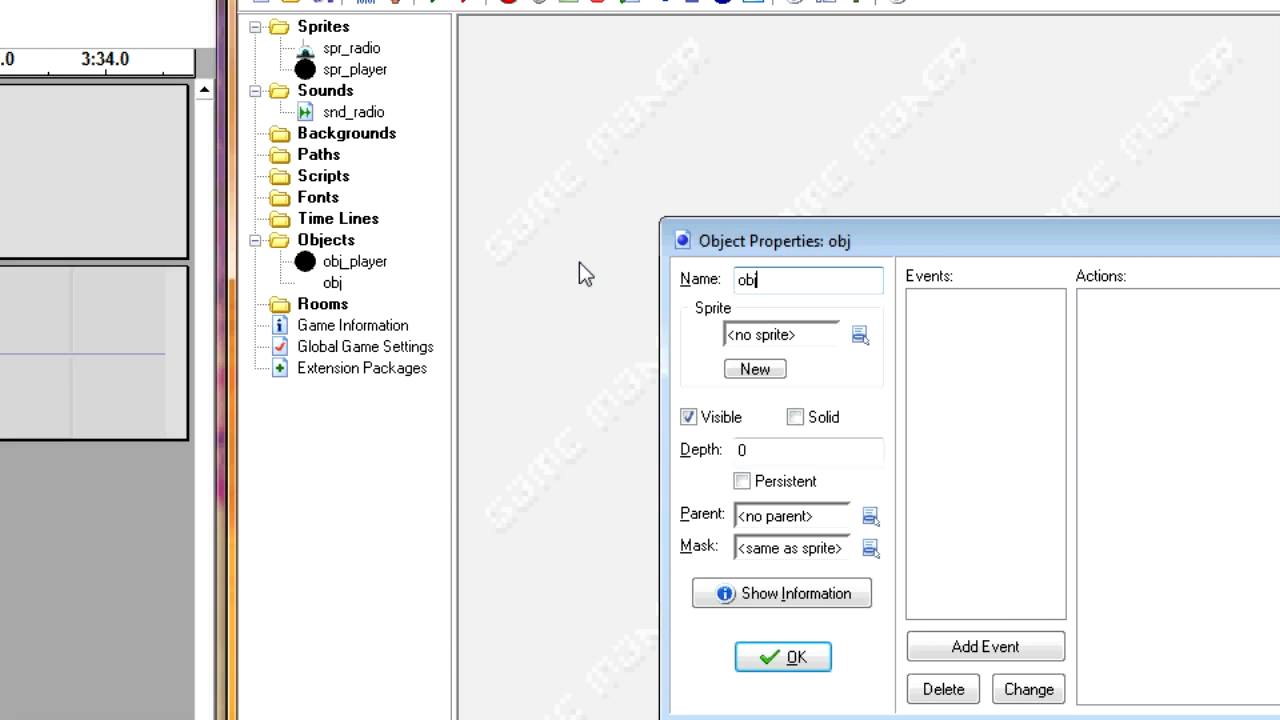 .0
3:34.0
Sprites
spr_radio
spr_player
Sounds
snd_radio
Backgrounds
Paths
Scripts
Fonts
Time Lines
Objects
obj_player
obj
Rooms
Game Information
Global Game Settings
Extension Packages
Object Properties: obj
Name: obj
Sprite
<no sprite>
New
Visible
Solid
Depth: 0
Persistent
Parent: <no parent>
Mask: <same as sprite>
Show Information
OK
Events:
Add Event
Delete
Change
Actions: